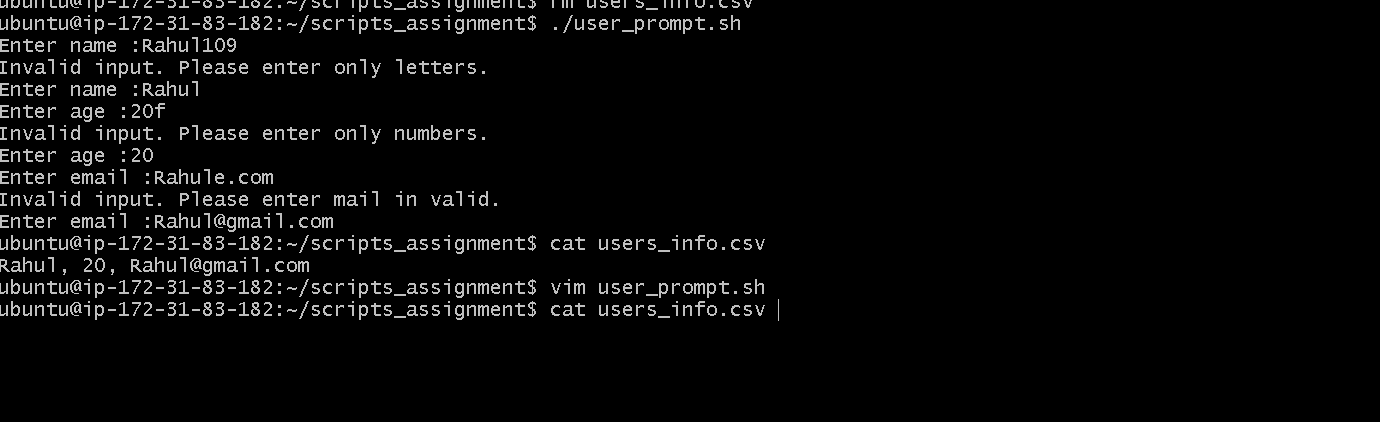 ubuntu@ip-172-31-83-182:~/scripts_assignment$ rm users_info.csv
ubuntu@ip-172-31-83-182:~/scripts_assignment$ ./user_prompt.sh
Enter name :Rahul109
Invalid input. Please enter only letters.
Enter name :Rahul
Enter age :20f
Invalid input. Please enter only numbers.
Enter age :20
Enter email :Rahule.com
Invalid input. Please enter mail in valid.
Enter email :Rahul@gmail.com
ubuntu@ip-172-31-83-182:~/scripts_assignment$ cat users_info.csv
Rahul, 20, Rahul@gmail.com
ubuntu@ip-172-31-83-182:~/scripts_assignment$ vim user_prompt.sh
ubuntu@ip-172-31-83-182:~/scripts_assignment$ cat users_info.csv